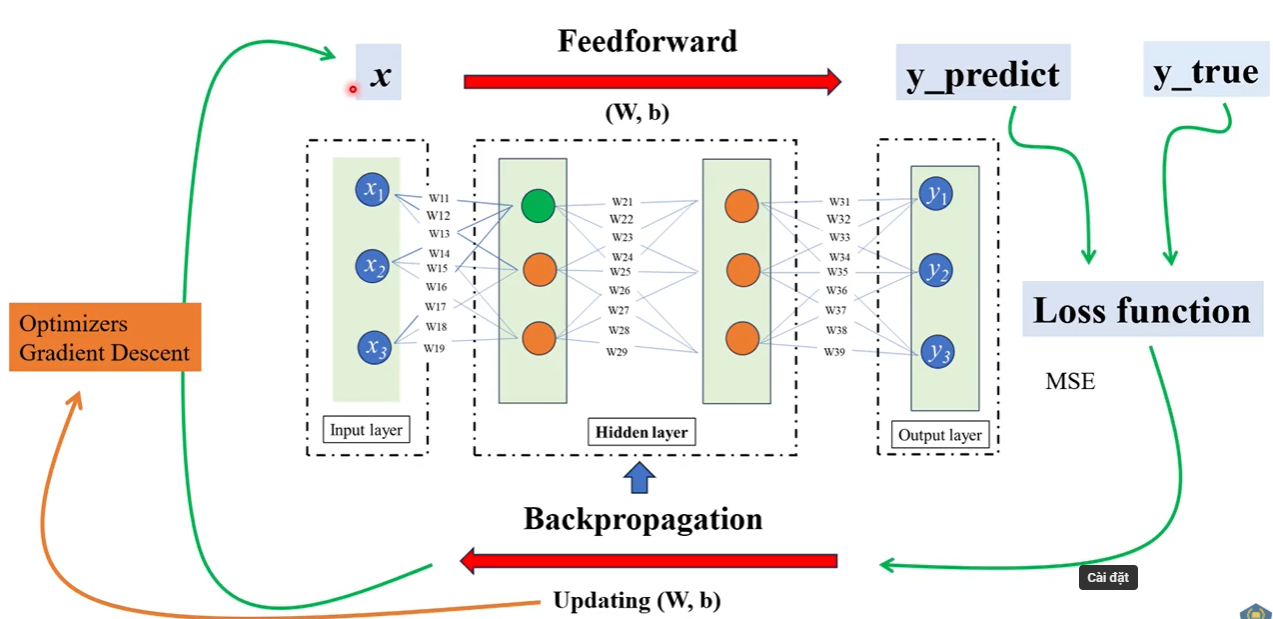 Feedforward
x
y_predict
y_true
(W, b)
x1
x2
x3
W11
W12
W13
W14
W15
W16
W17
W18
W19
W21
W22
W23
W24
W25
W26
W27
W28
W29
W31
W32
W33
W34
W35
W36
W37
W38
W39
y1
y2
y3
Optimizers
Gradient Descent
Loss function
MSE
Input layer
Hidden layer
Output layer
Backpropagation
Cài đặt
Updating (W, b)